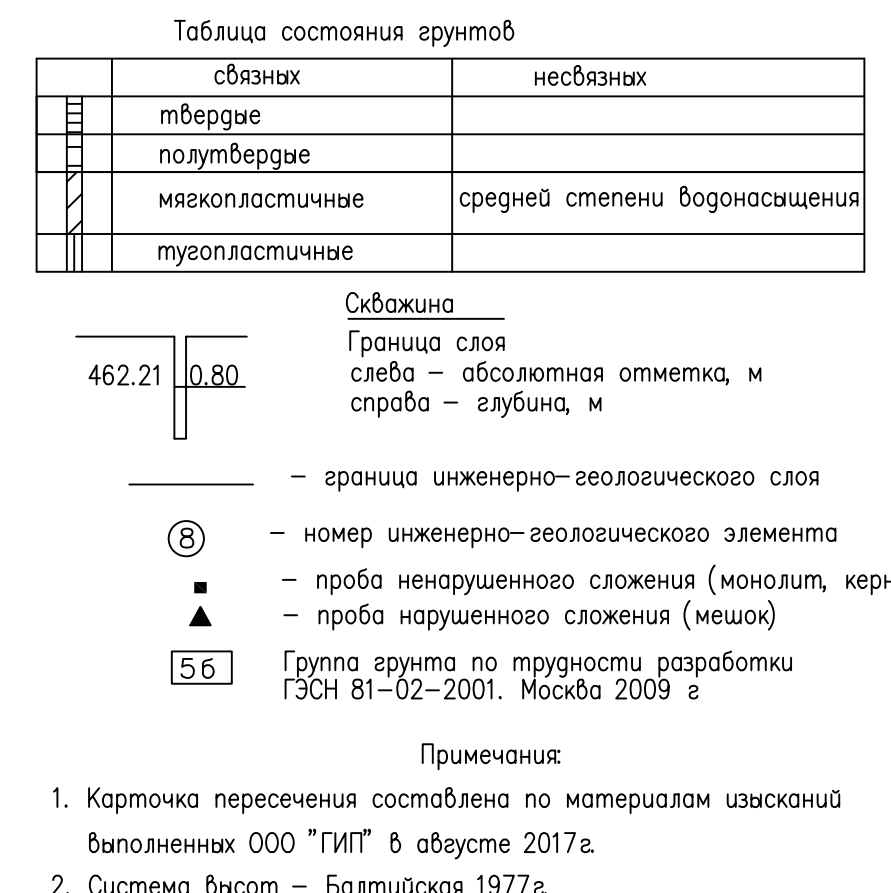 Таблица состояния грунтов
связных несвязных
твердые
полутвердые
мягкопластичные средней степени водонасыщения
тугопластичные
Скважина
Граница слоя
462.21 0.80 слева – абсолютная отметка, м
справа – глубина, м
– граница инженерно–геологического слоя
8 – номер инженерно–геологического элемента
– проба ненарушенного сложения (монолит, керн
– проба нарушенного сложения (мешок)
5б Группа грунта по трудности разработки
ГЭСН 81–02–2001. Москва 2009 г
Примечания:
1. Карточка пересечения составлена по материалам изысканий
выполненных ООО "ГИП" в августе 2017г.
2. Система высот – Балтийская 1977г.